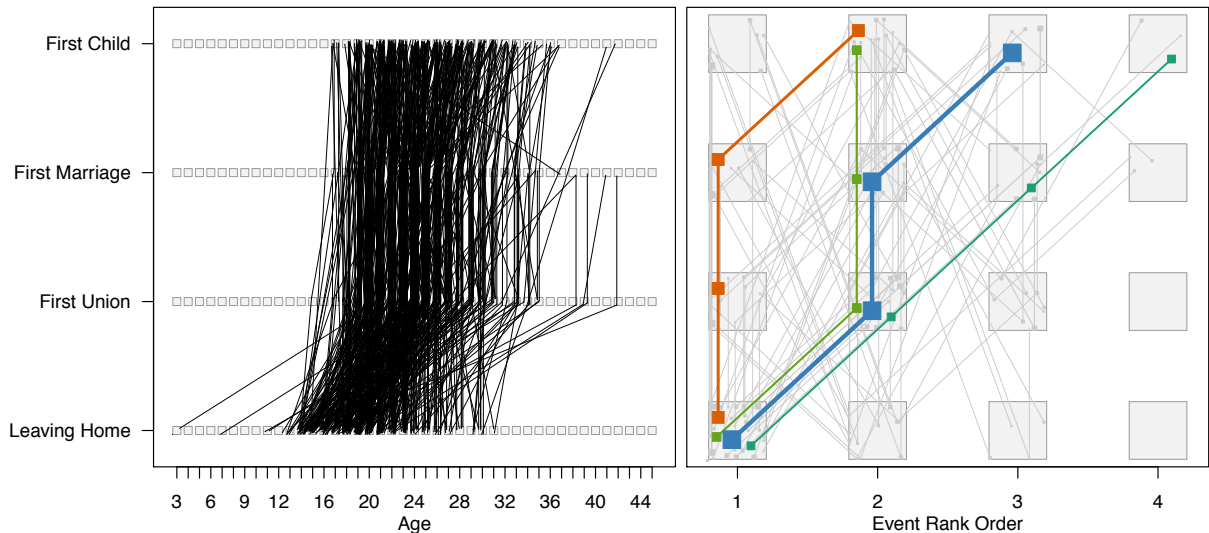 First Child
First Marriage
First Union
Leaving Home
3 6 9 12 16 20 24 28 32 36 40 44
Age
1 2 3 4
Event Rank Order